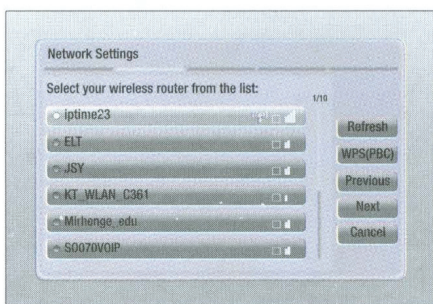 Network Settings
Select your wireless router from the list:
1/10
iptime23
ELT
JSY
KT_WLAN_C361
Mirhenge_edu
SO070VOIP
Refresh
WPS(PBC)
Previous
Next
Cancel